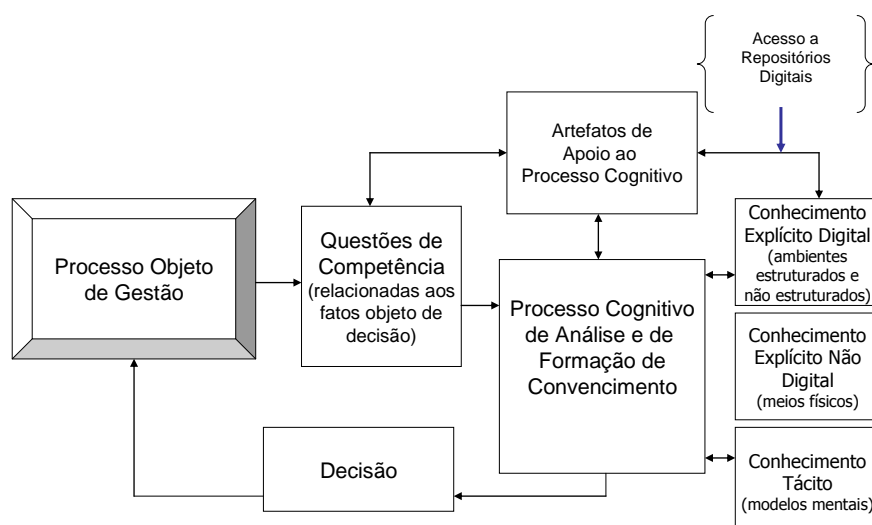 Acesso a
Repositórios
Digitais
Artefatos de
Apoio ao
Processo Cognitivo
Processo Objeto
de Gestão
Questões de
Competência
(relacionadas aos
fatos objeto de
decisão)
Processo Cognitivo
de Análise e de
Formação de
Convencimento
Conhecimento
Explícito Digital
(ambientes
estruturados e
não estruturados)
Conhecimento
Explícito Não
Digital
(meios físicos)
Conhecimento
Tácito
(modelos mentais)
Decisão